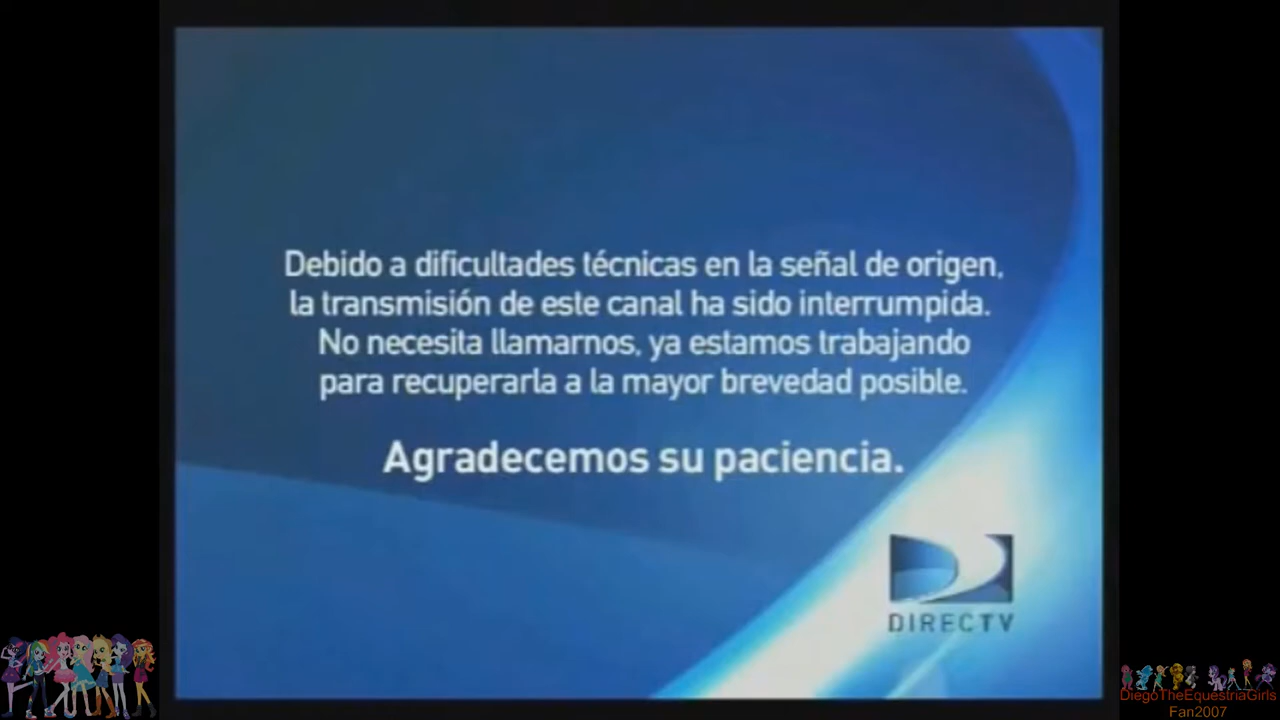 Debido a dificultades técnicas en la señal de origen,
la transmisión de este canal ha sido interrumpida.
No necesita llamarnos, ya estamos trabajando
para recuperarla a la mayor brevedad posible.
Agradecemos su paciencia.
DIRECTV
DiegoTheEquestriaGirls
Fan2007